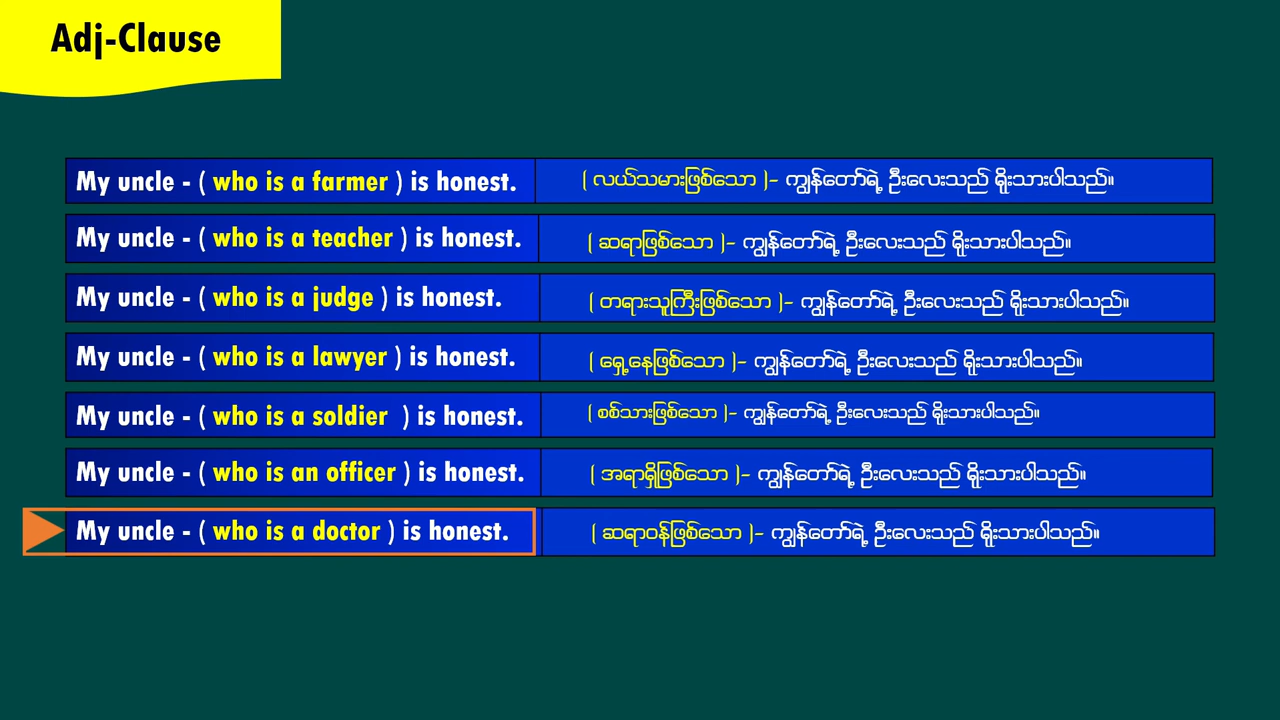 Adj-Clause
My uncle - ( who is a farmer ) is honest.
( လယ်သမားဖြစ်သော )- ကျွန်တော်ရဲ့ ဦးလေးသည် ရိုးသားပါသည်။
My uncle - ( who is a teacher ) is honest.
( ဆရာဖြစ်သော )- ကျွန်တော်ရဲ့ ဦးလေးသည် ရိုးသားပါသည်။
My uncle - ( who is a judge ) is honest.
( တရားသူကြီးဖြစ်သော )- ကျွန်တော်ရဲ့ ဦးလေးသည် ရိုးသားပါသည်။
My uncle - ( who is a lawyer ) is honest.
( ရှေ့နေဖြစ်သော )- ကျွန်တော်ရဲ့ ဦးလေးသည် ရိုးသားပါသည်။
My uncle - ( who is a soldier ) is honest.
( စစ်သားဖြစ်သော )- ကျွန်တော်ရဲ့ ဦးလေးသည် ရိုးသားပါသည်။
My uncle - ( who is an officer ) is honest.
( အရာရှိဖြစ်သော )- ကျွန်တော်ရဲ့ ဦးလေးသည် ရိုးသားပါသည်။
My uncle - ( who is a doctor ) is honest.
( ဆရာဝန်ဖြစ်သော )- ကျွန်တော်ရဲ့ ဦးလေးသည် ရိုးသားပါသည်။